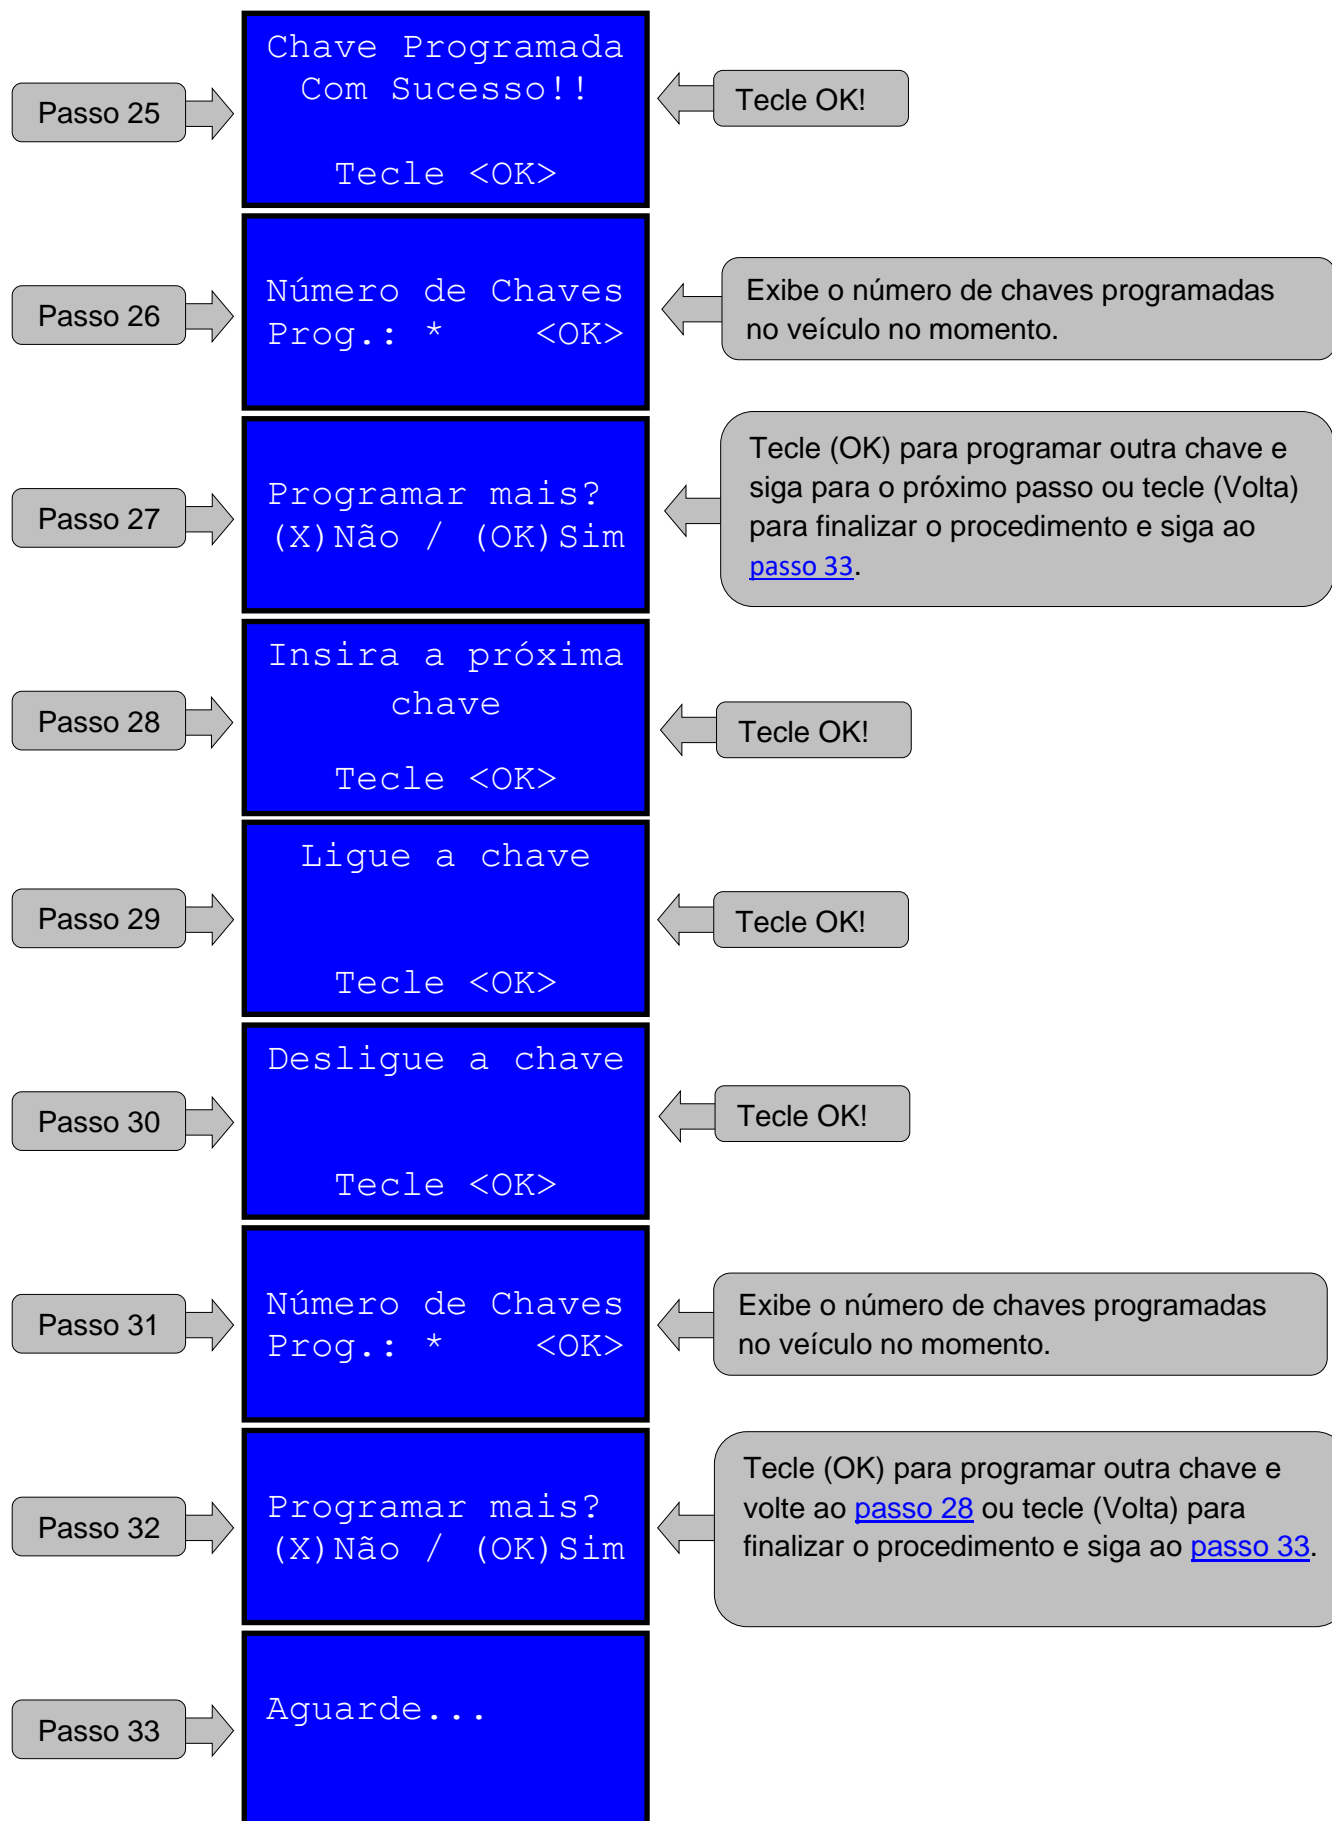 Passo 25
Chave Programada
Com Sucesso!!
Tecle <OK>
Tecle OK!
Passo 26
Número de Chaves
Prog.: * <OK>
Exibe o número de chaves programadas
no veículo no momento.
Passo 27
Programar mais?
(X)Não / (OK)Sim
Tecle (OK) para programar outra chave e
siga para o próximo passo ou tecle (Volta)
para finalizar o procedimento e siga ao
passo 33.
Passo 28
Insira a próxima
chave
Tecle <OK>
Tecle OK!
Passo 29
Ligue a chave
Tecle <OK>
Tecle OK!
Passo 30
Desligue a chave
Tecle <OK>
Tecle OK!
Passo 31
Número de Chaves
Prog.: * <OK>
Exibe o número de chaves programadas
no veículo no momento.
Passo 32
Programar mais?
(X)Não / (OK)Sim
Tecle (OK) para programar outra chave e
volte ao passo 28 ou tecle (Volta) para
finalizar o procedimento e siga ao passo 33.
Passo 33
Aguarde...